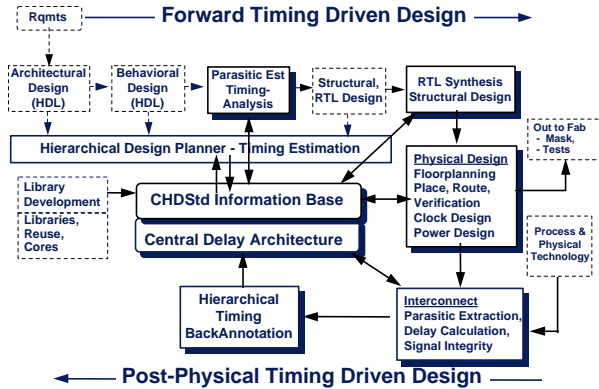 Forward Timing Driven Design
Rqmts
Architectural
Design
(HDL)
Behavioral
Design
(HDL)
Parasitic Est
Timing-
Analysis
Structural,
RTL Design
RTL Synthesis
Structural Design
Hierarchical Design Planner - Timing Estimation
Out to Fab
- Mask,
- Tests
Physical Design
Floorplanning
Place, Route,
Verification
Clock Design
Power Design
Library
Development
Libraries,
Reuse,
Cores
CHDStd Information Base
Central Delay Architecture
Process &
Physical
Technology
Hierarchical
Timing
BackAnnotation
Interconnect
Parasitic Extraction,
Delay Calculation,
Signal Integrity
Post-Physical Timing Driven Design